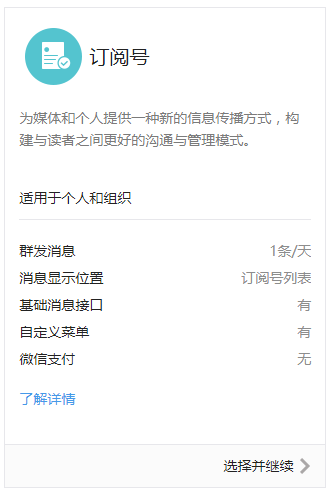 订阅号
为媒体和个人提供一种新的信息传播方式，构
建与读者之间更好的沟通与管理模式。
适用于个人和组织
群发消息 1条/天
消息显示位置 订阅号列表
基础消息接口 有
自定义菜单 有
微信支付 无
了解详情
选择并继续